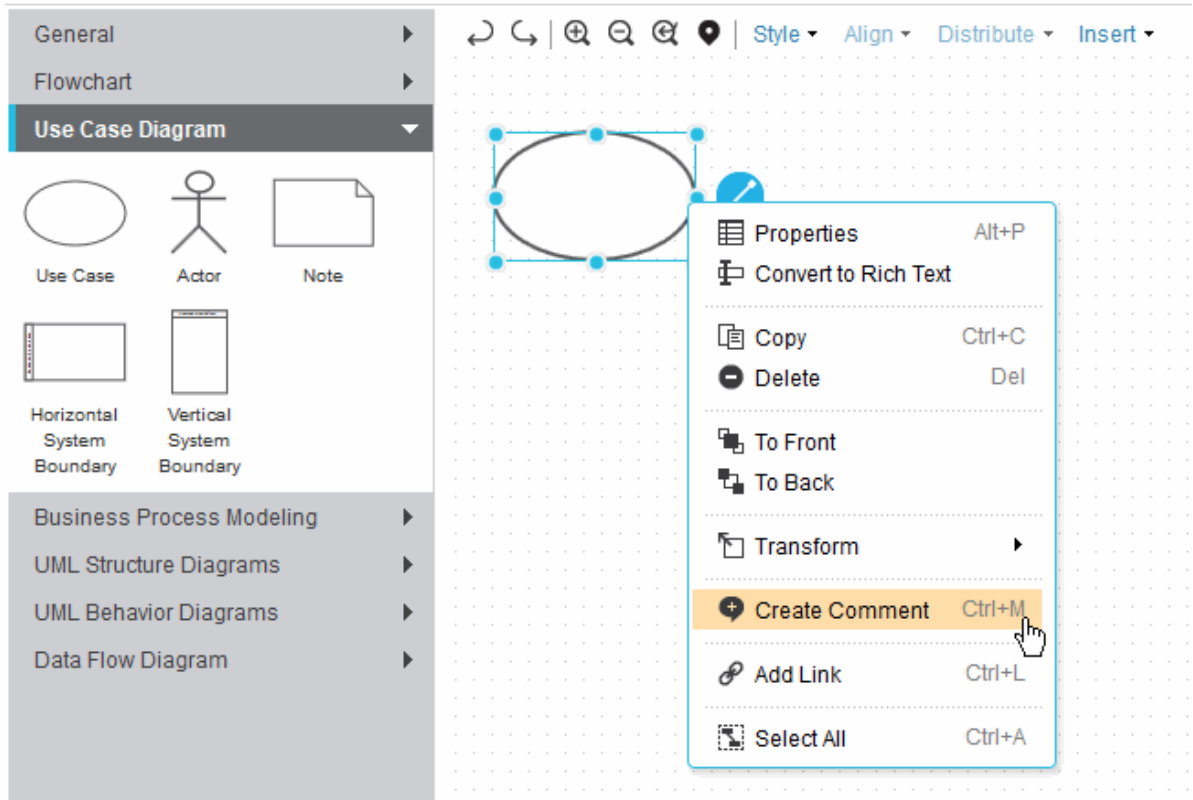 General
Flowchart
Use Case Diagram
Use Case
Actor
Note
Horizontal
System
Boundary
Vertical
System
Boundary
Business Process Modeling
UML Structure Diagrams
UML Behavior Diagrams
Data Flow Diagram
Style Align Distribute Insert
Properties Alt+P
Convert to Rich Text
Copy Ctrl+C
Delete Del
To Front
To Back
Transform
Create Comment Ctrl+M
Add Link Ctrl+L
Select All Ctrl+A